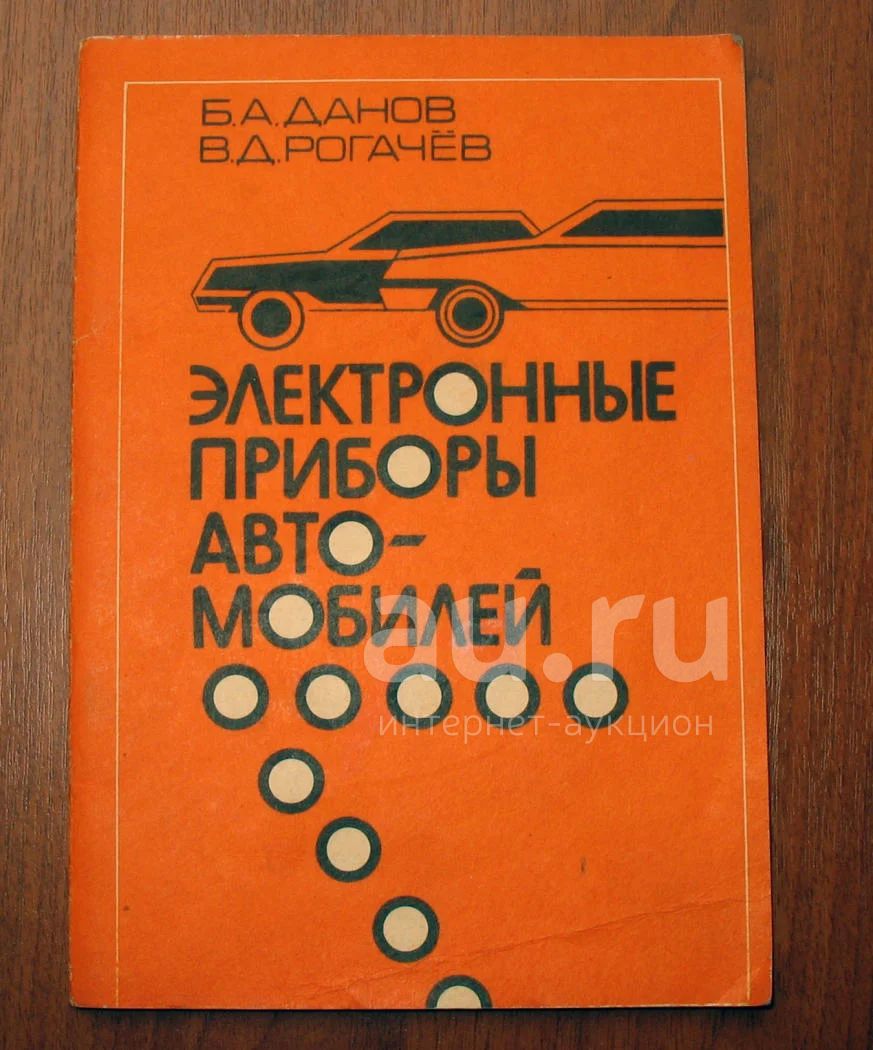 Б.А.ДАНОВ
В.Д.РОГАЧЁВ
ЭЛЕКТРОННЫЕ
ПРИБОРЫ
АВТО-
МОБИЛЕЙ
au.ru
интернет-аукцион